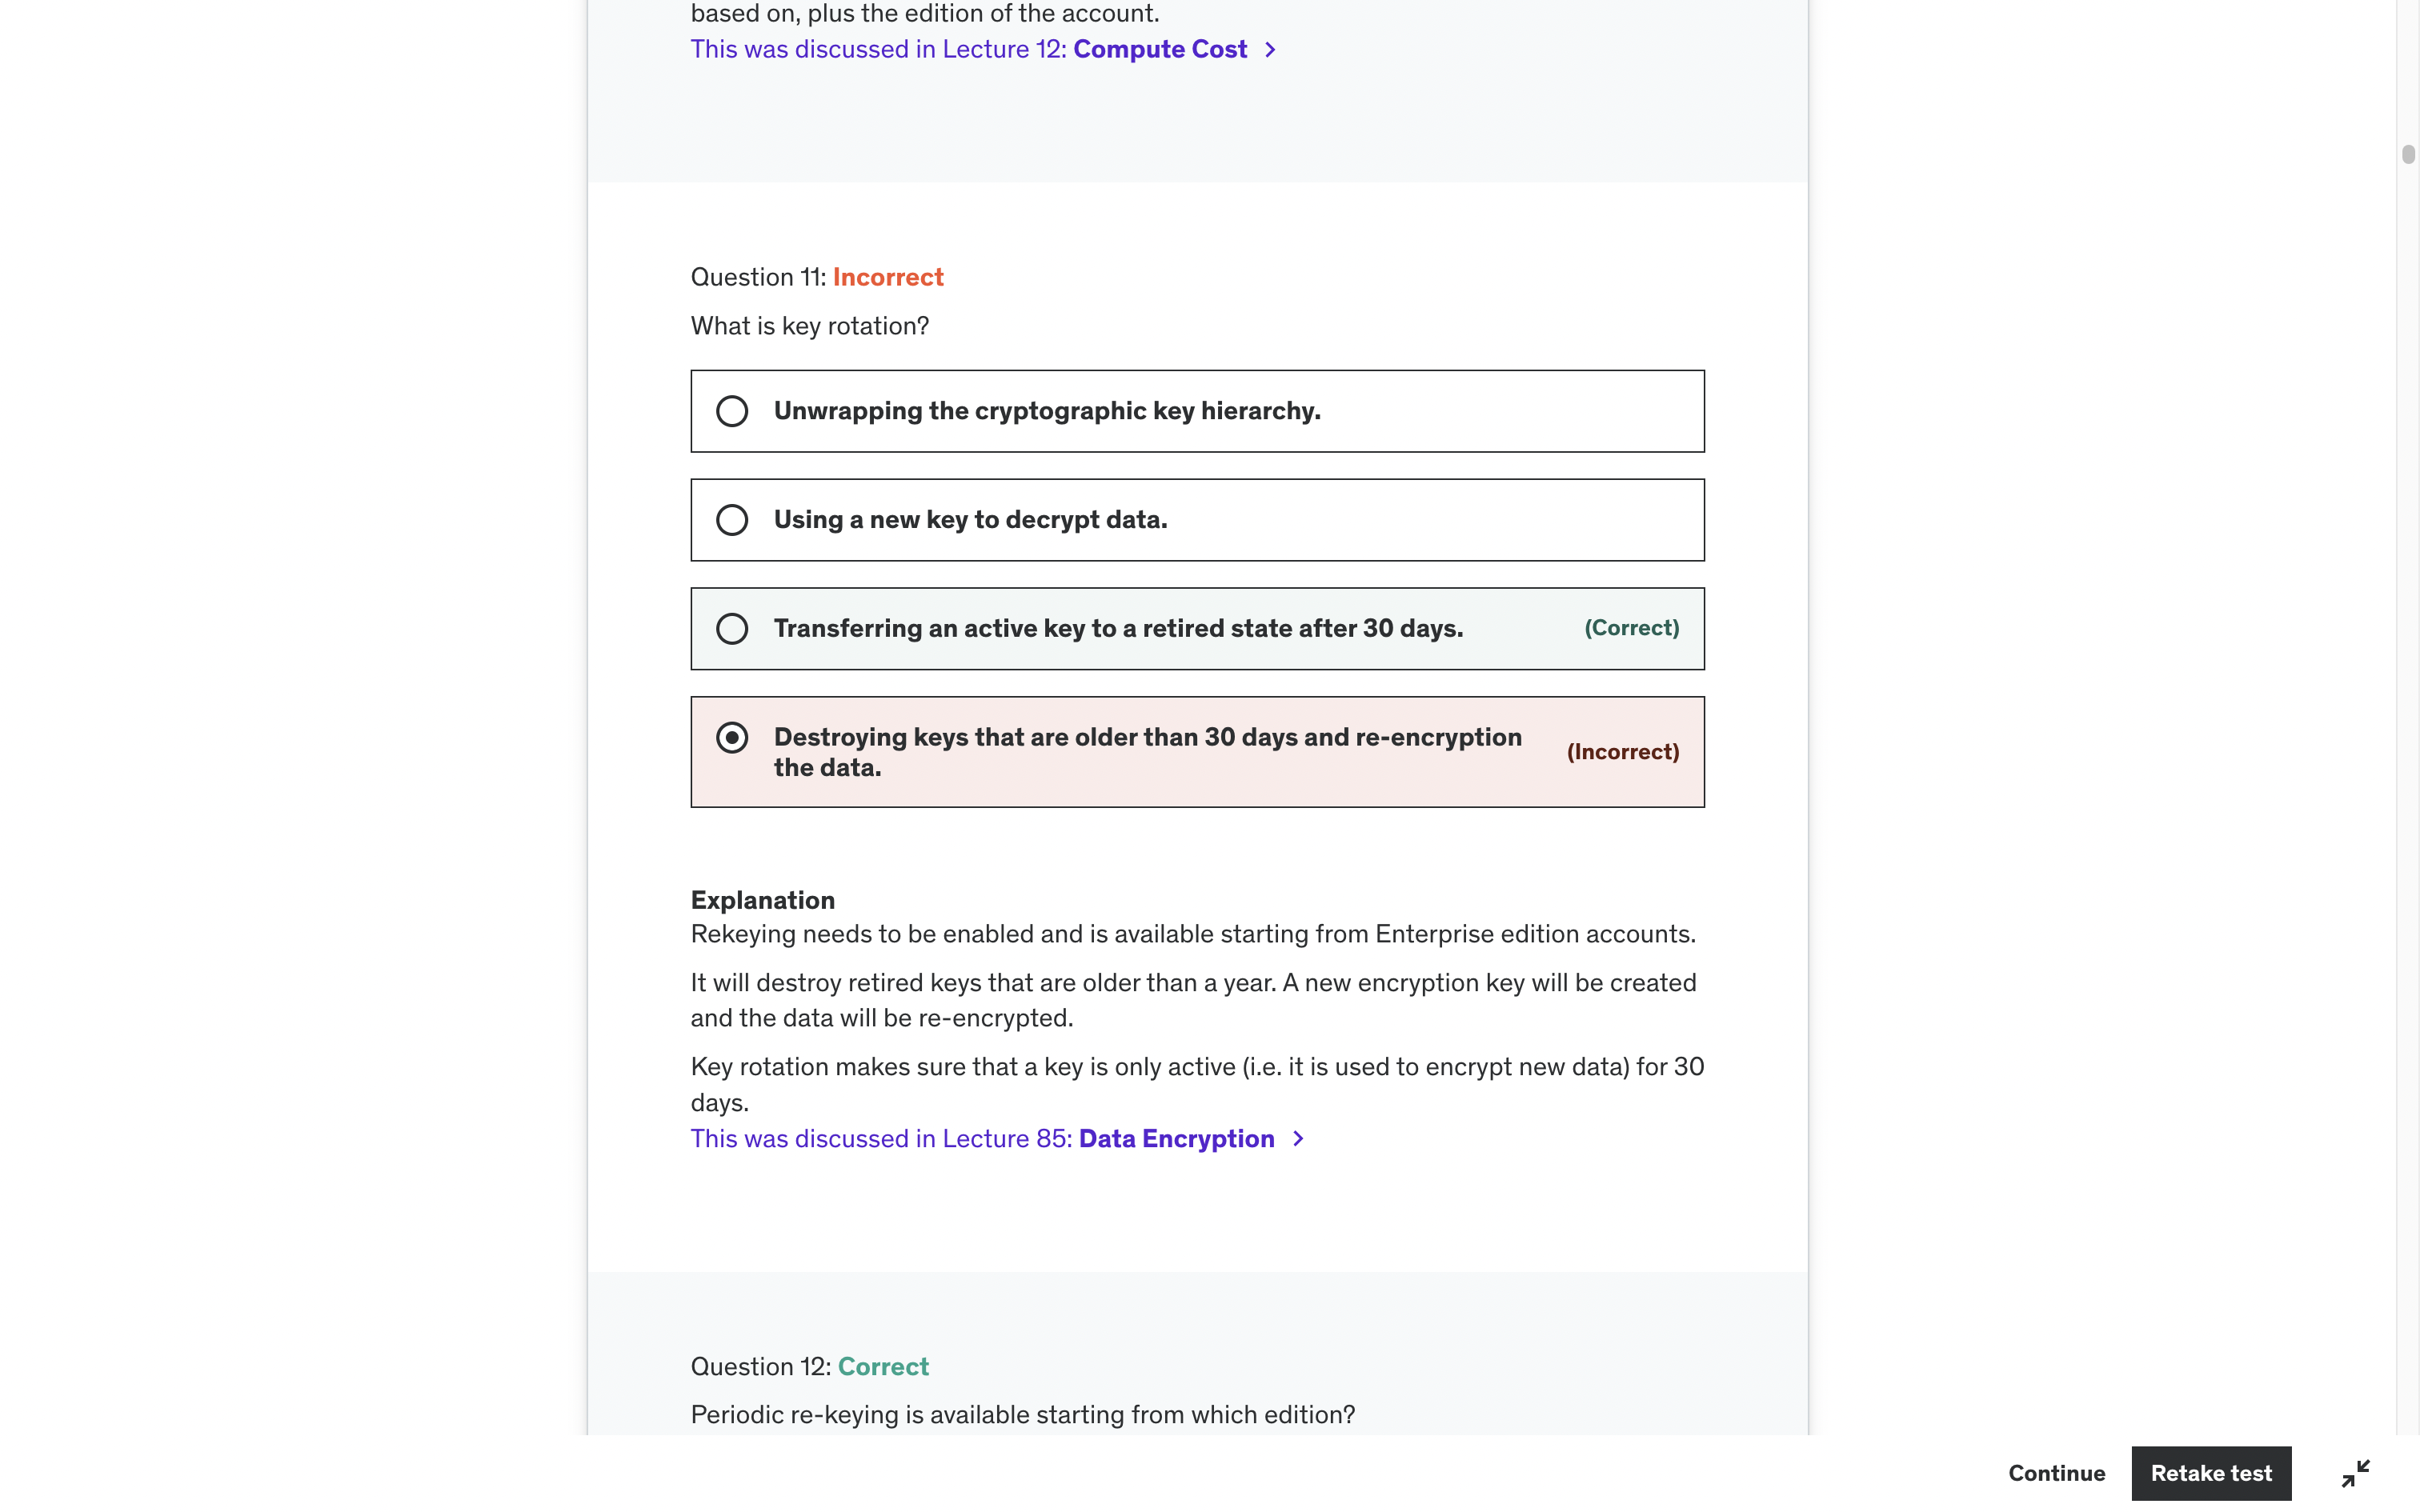 based on, plus the edition of the account.
This was discussed in Lecture 12: Compute Cost
Question 11: Incorrect
What is key rotation?
Unwrapping the cryptographic key hierarchy.
Using a new key to decrypt data.
Transferring an active key to a retired state after 30 days. (Correct)
Destroying keys that are older than 30 days and re-encryption
the data.
(Incorrect)
Explanation
Rekeying needs to be enabled and is available starting from Enterprise edition accounts.
It will destroy retired keys that are older than a year. A new encryption key will be created
and the data will be re-encrypted.
Key rotation makes sure that a key is only active (i.e. it is used to encrypt new data) for 30
days.
This was discussed in Lecture 85: Data Encryption
Question 12: Correct
Periodic re-keying is available starting from which edition?
Continue Retake test